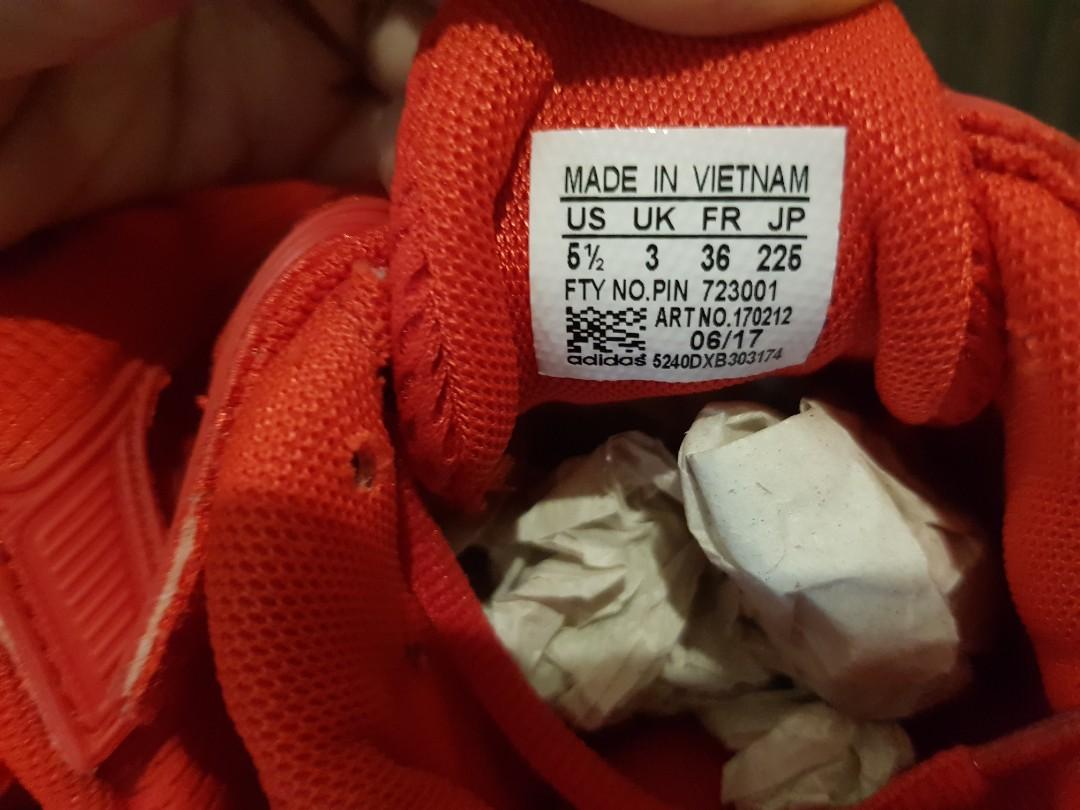 MADE IN VIETNAM
US UK FR JP
5½ 3 36 225
FTY NO.PIN 723001
ART NO.170212
06/17
adidas 5240DXB303174